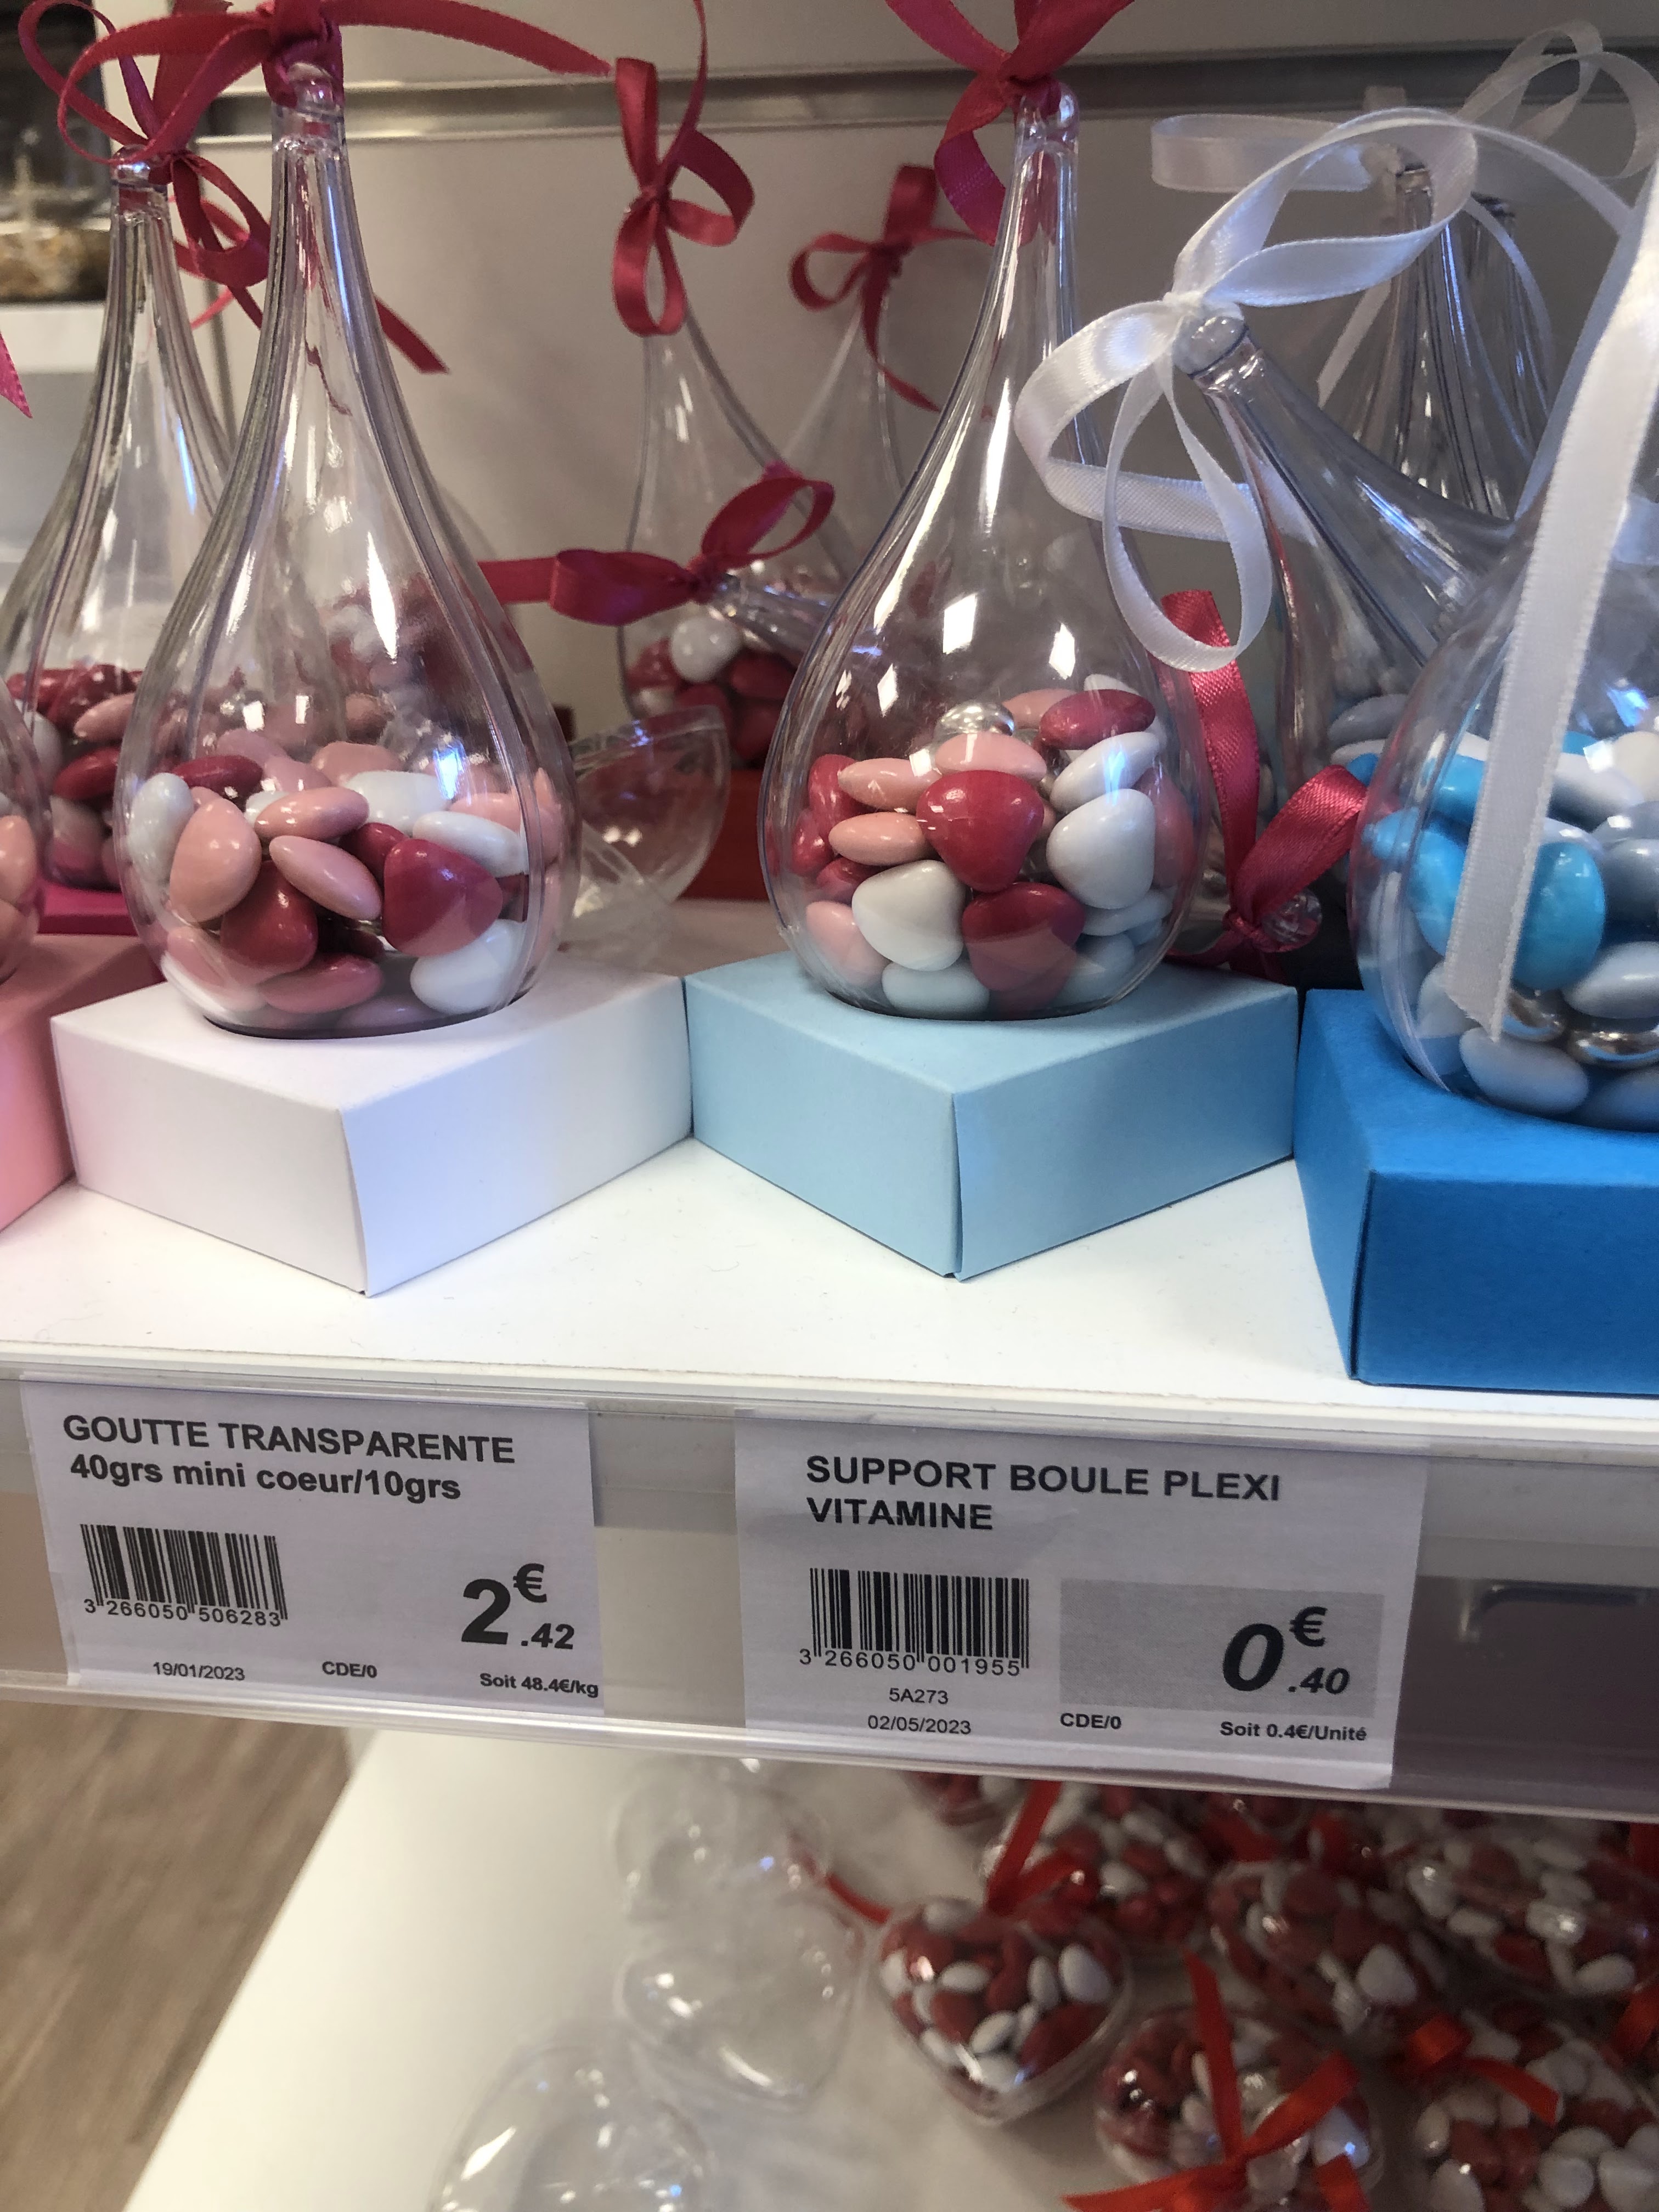 GOUTTE TRANSPARENTE
40grs mini coeur/10grs
3 266050 506283
2€.42
19/01/2023 CDE/0 Soit 48.4€/kg
SUPPORT BOULE PLEXI
VITAMINE
3 266050 001955
5A273
0€.40
02/05/2023 CDE/0 Soit 0.4€/Unité